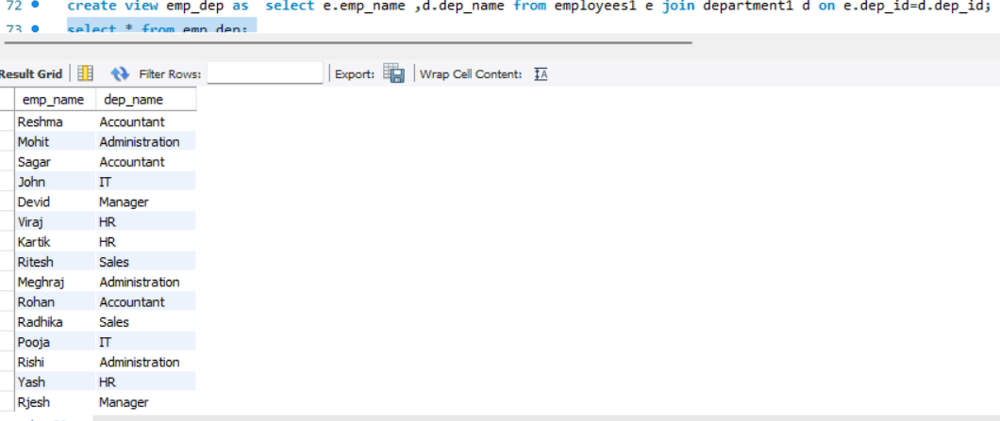 72 create view emp_dep as select e.emp_name ,d.dep_name from employees1 e join department1 d on e.dep_id=d.dep_id;
73 select * from emp_dep;
Result Grid Filter Rows: Export: Wrap Cell Content:
emp_name dep_name
Reshma Accountant
Mohit Administration
Sagar Accountant
John IT
Devid Manager
Viraj HR
Kartik HR
Ritesh Sales
Meghraj Administration
Rohan Accountant
Radhika Sales
Pooja IT
Rishi Administration
Yash HR
Rjesh Manager